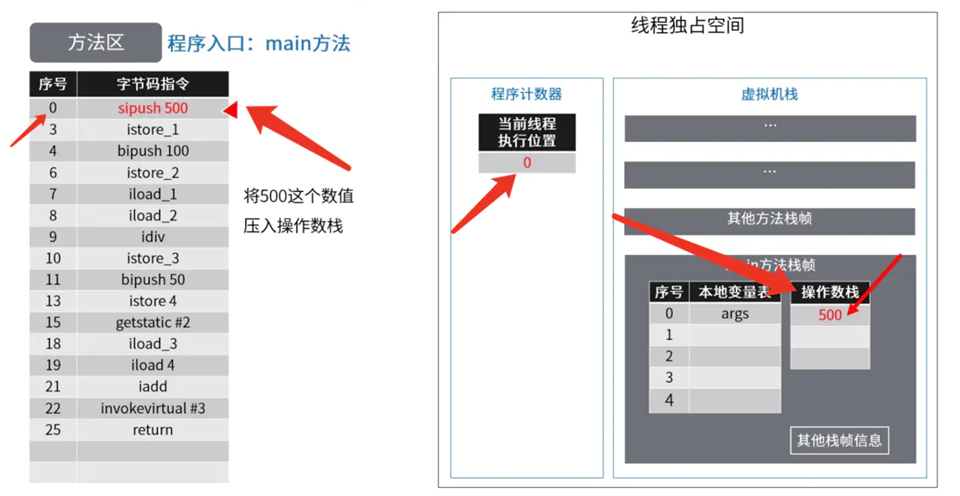 方法区 程序入口：main方法
序号 字节码指令
0 sipush 500
3 istore_1
4 bipush 100
6 istore_2
7 iload_1
8 iload_2
9 idiv
10 istore_3
11 bipush 50
13 istore 4
15 getstatic #2
18 iload_3
19 iload 4
21 iadd
22 invokevirtual #3
25 return
将500这个数值
压入操作数栈
线程独占空间
程序计数器
当前线程
执行位置
0
虚拟机栈
...
...
其他方法栈帧
main方法栈帧
序号 本地变量表 操作数栈
0 args 500
1
2
3
4
其他栈帧信息